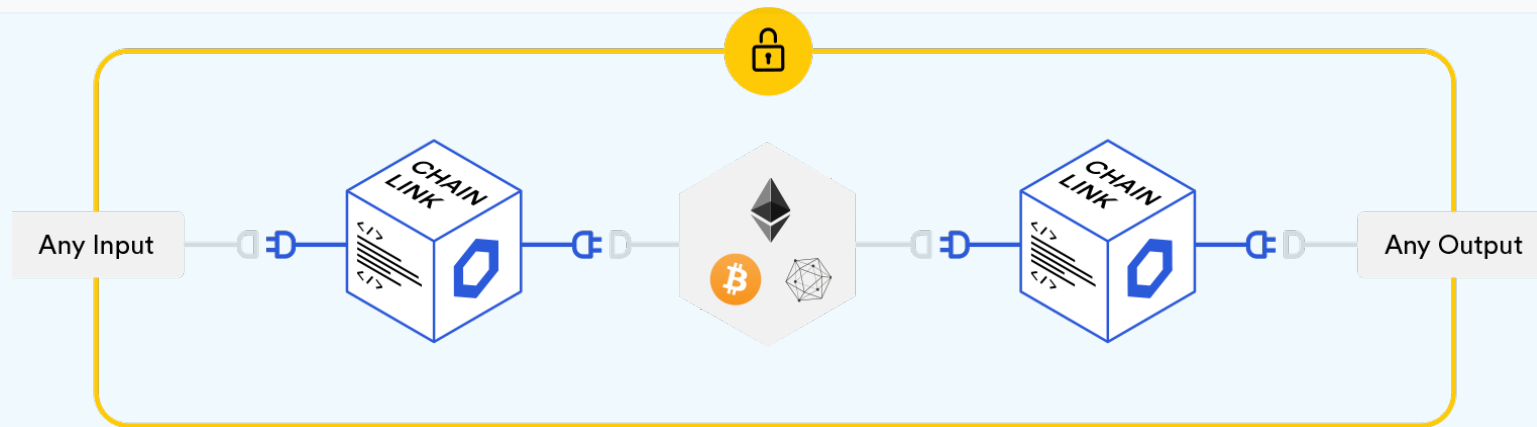 Any Input
CHAIN
LINK
</>
</>
CHAIN
LINK
</>
</>
Any Output